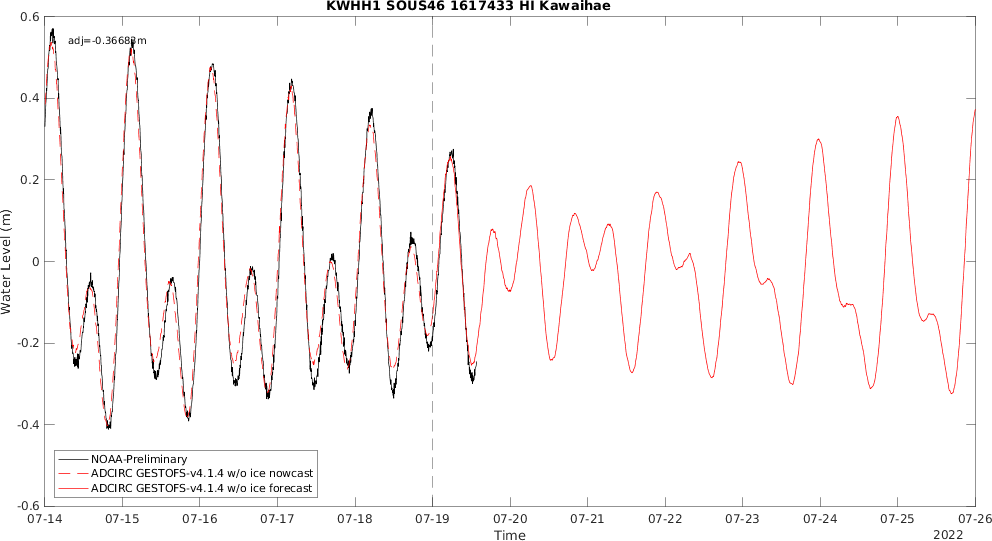 KWHH1 SOUS46 1617433 HI Kawaihae
adj=-0.36683m
Water Level (m)
0.6
0.4
0.2
0
-0.2
-0.4
-0.6
NOAA-Preliminary
ADCIRC GESTOFS-v4.1.4 w/o ice nowcast
ADCIRC GESTOFS-v4.1.4 w/o ice forecast
07-14 07-15 07-16 07-17 07-18 07-19 07-20 07-21 07-22 07-23 07-24 07-25 07-26
Time
2022